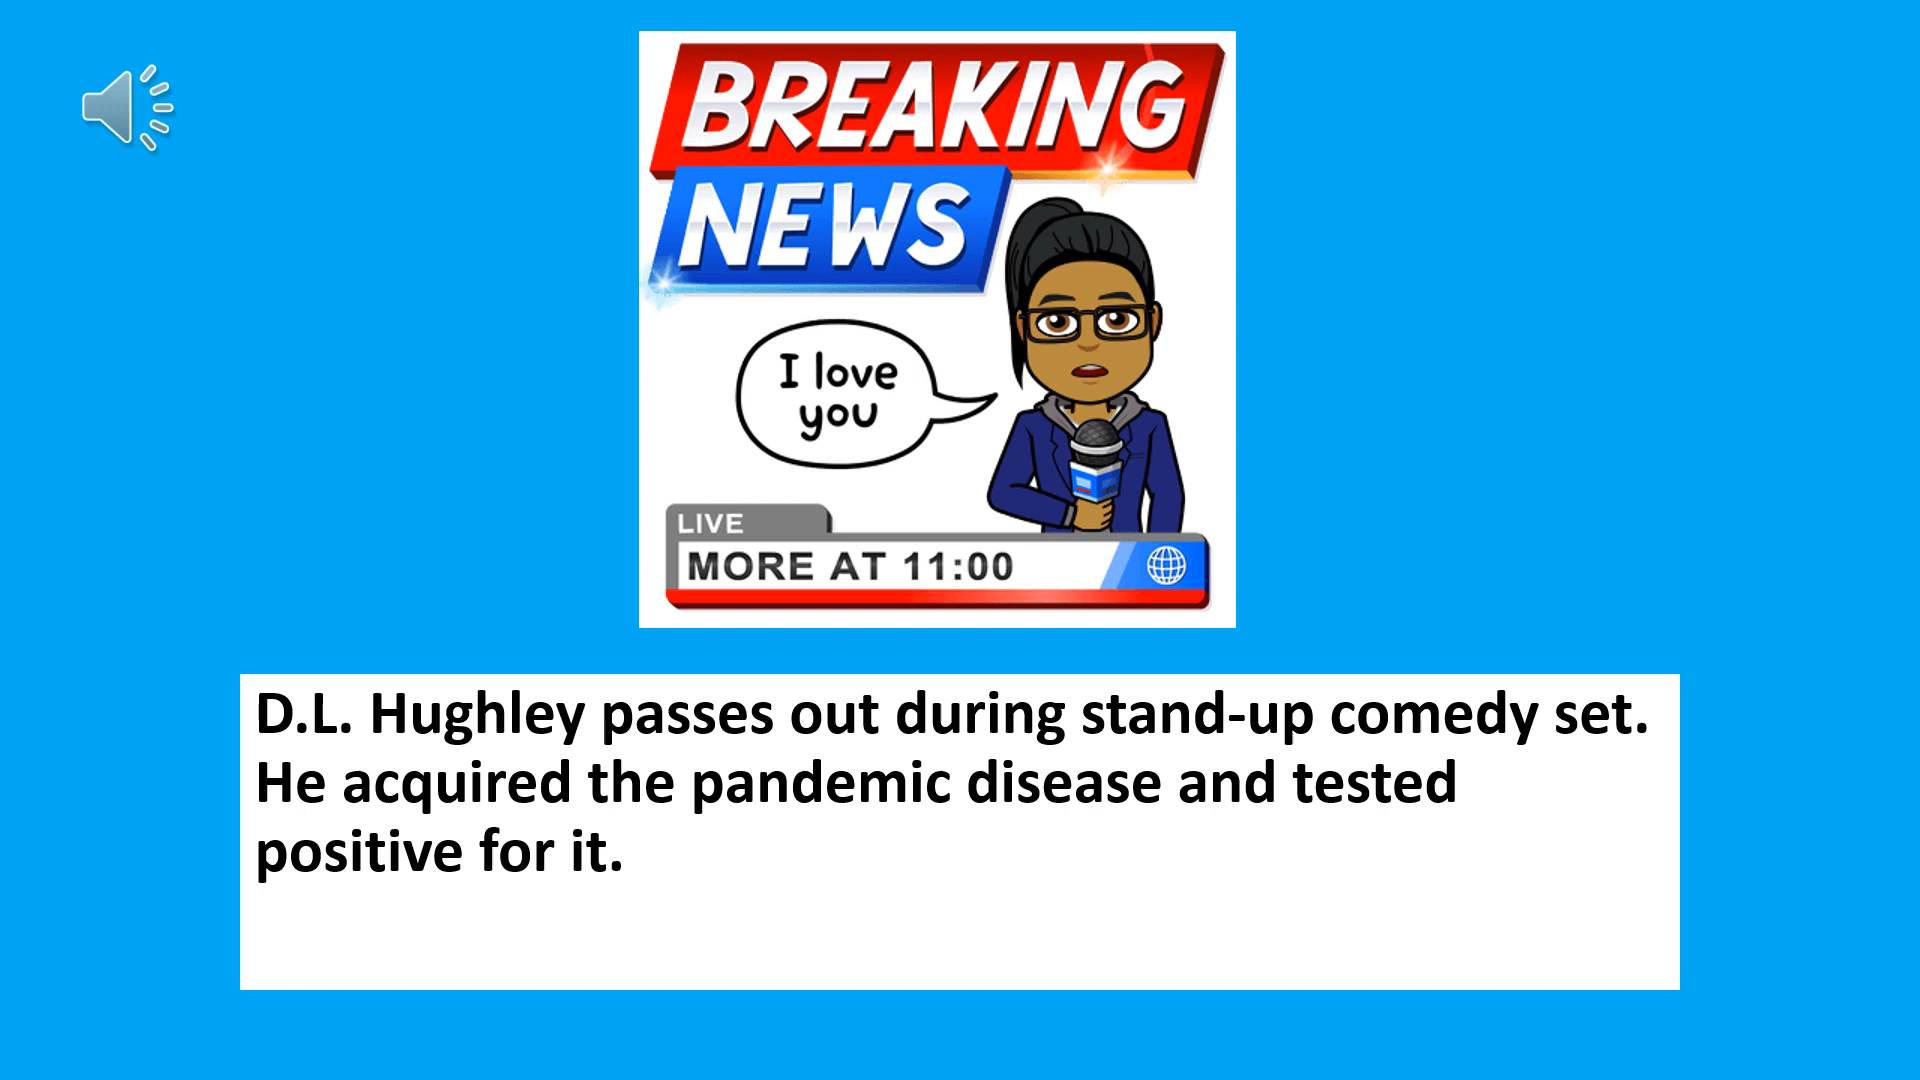 BREAKING
NEWS
I love
you
LIVE
MORE AT 11:00
D.L. Hughley passes out during stand-up comedy set.
He acquired the pandemic disease and tested
positive for it.